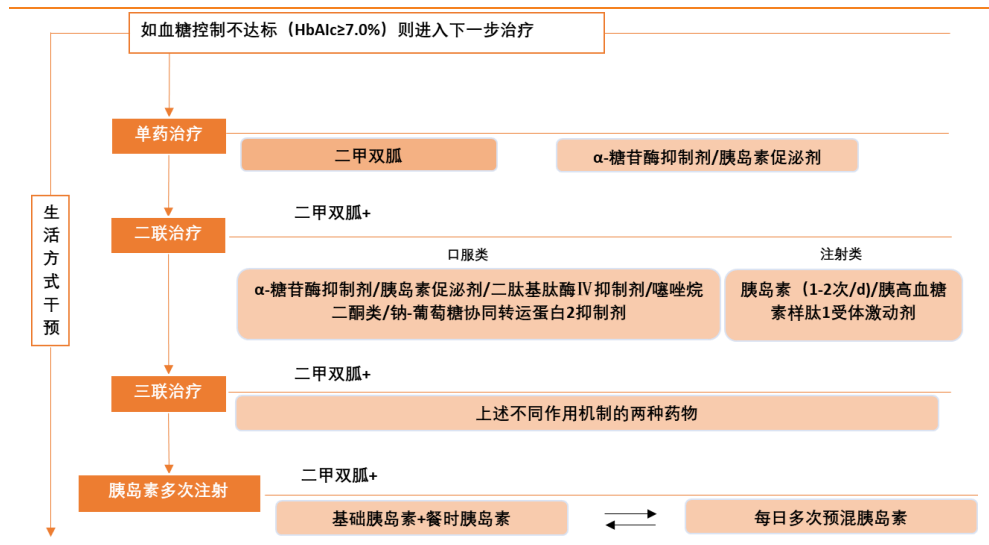 如血糖控制不达标（HbAIc≥7.0%）则进入下一步治疗
单药治疗
二甲双胍
α-糖苷酶抑制剂/胰岛素促泌剂
生活方式干预
二甲双胍+
二联治疗
口服类
注射类
α-糖苷酶抑制剂/胰岛素促泌剂/二肽基肽酶Ⅳ抑制剂/噻唑烷
二酮类/钠-葡萄糖协同转运蛋白2抑制剂
胰岛素（1-2次/d)/胰高血糖
素样肽1受体激动剂
二甲双胍+
三联治疗
上述不同作用机制的两种药物
二甲双胍+
胰岛素多次注射
基础胰岛素+餐时胰岛素
每日多次预混胰岛素